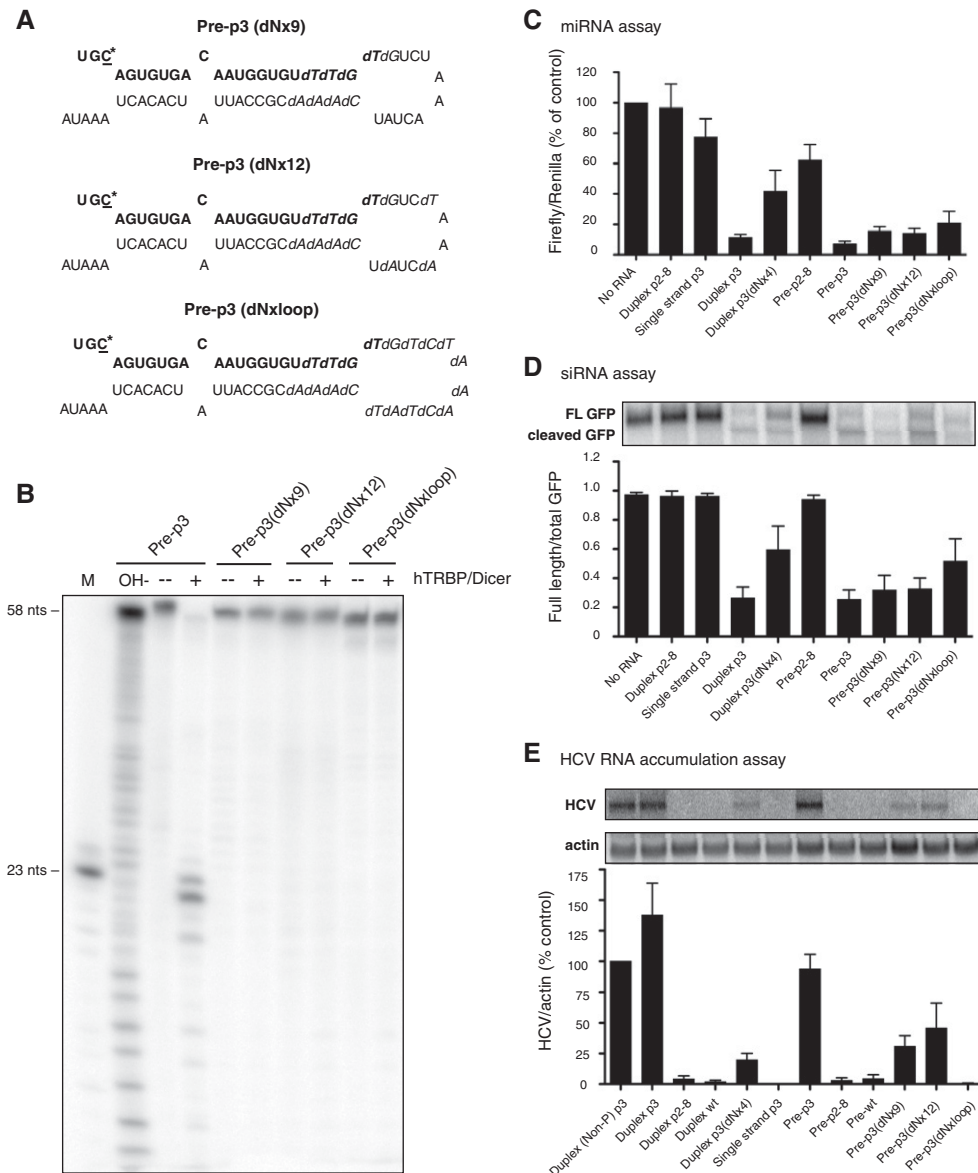 A
Pre-p3 (dNx9)
UGC* C dTdGUCU
AGUGUGA AAUGGUGUdTdTdG A
UCACACU UUACCGCdAdAdAdC A
AUAAA A UAUCA
Pre-p3 (dNx12)
UGC* C dTdGUCdT
AGUGUGA AAUGGUGUdTdTdG A
UCACACU UUACCGCdAdAdAdC A
AUAAA A UdAUCdA
Pre-p3 (dNxloop)
UGC* C dTdGdTdCdT
AGUGUGA AAUGGUGUdTdTdG dA
UCACACU UUACCGCdAdAdAdC dA
AUAAA A dTdAdTdCdA
B
Pre-p3
Pre-p3(dNx9)
Pre-p3(dNx12)
Pre-p3(dNxloop)
M OH- -- + -- + -- + -- + hTRBP/Dicer
58 nts
23 nts
C miRNA assay
Firefly/Renilla (% of control)
120
100
80
60
40
20
0
No RNA
Duplex p2-8
Single strand p3
Duplex p3
Duplex p3(dNx4)
Pre-p2-8
Pre-p3
Pre-p3(dNx9)
Pre-p3(dNx12)
Pre-p3(dNxloop)
D siRNA assay
FL GFP
cleaved GFP
Full length/total GFP
1.2
1.0
0.8
0.6
0.4
0.2
0
No RNA
Duplex p2-8
Single strand p3
Duplex p3
Duplex p3(dNx4)
Pre-p2-8
Pre-p3
Pre-p3(dNx9)
Pre-p3(Nx12)
Pre-p3(dNxloop)
E HCV RNA accumulation assay
HCV
actin
HCV/actin (% control)
175
150
125
100
75
50
25
0
Duplex (Non-P) p3
Duplex p3
Duplex p2-8
Duplex wt
Duplex p3(dNx4)
Single strand p3
Pre-p3
Pre-p2-8
Pre-wt
Pre-p3(dNx9)
Pre-p3(dNx12)
Pre-p3(dNxloop)